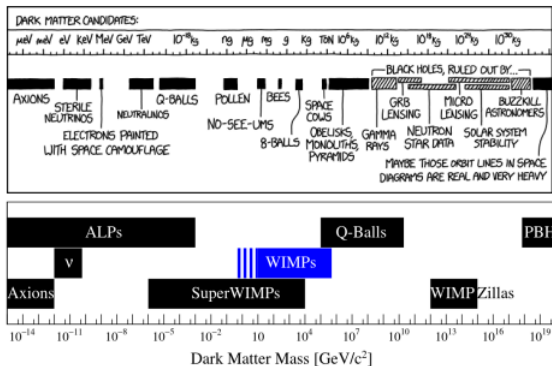 DARK MATTER CANDIDATES:
μeV meV eV KeV MeV GeV TeV 10⁻¹⁸kg ng μg mg g Kg TON 10⁶kg 10¹²kg 10¹⁸kg 10²⁴kg 10³⁰kg
BLACK HOLES, RULED OUT BY...
AXIONS
STERILE NEUTRINOS
ELECTRONS PAINTED WITH SPACE CAMOUFLAGE
NEUTRALINOS
Q-BALLS
POLLEN
NO-SEE-UMS
BEES
8-BALLS
SPACE COWS
OBELISKS, MONOLITHS, PYRAMIDS
GAMMA RAYS
GRB LENSING
NEUTRON STAR DATA
MICRO LENSING
SOLAR SYSTEM STABILITY
BUZZKILL ASTRONOMERS
MAYBE THOSE ORBIT LINES IN SPACE
DIAGRAMS ARE REAL AND VERY HEAVY
ALPs Q-Balls PBH
ν WIMPs
Axions SuperWIMPs WIMPZillas
10⁻¹⁴ 10⁻¹¹ 10⁻⁸ 10⁻⁵ 10⁻² 10 10⁴ 10⁷ 10¹⁰ 10¹³ 10¹⁶ 10¹⁹
Dark Matter Mass [GeV/c²]